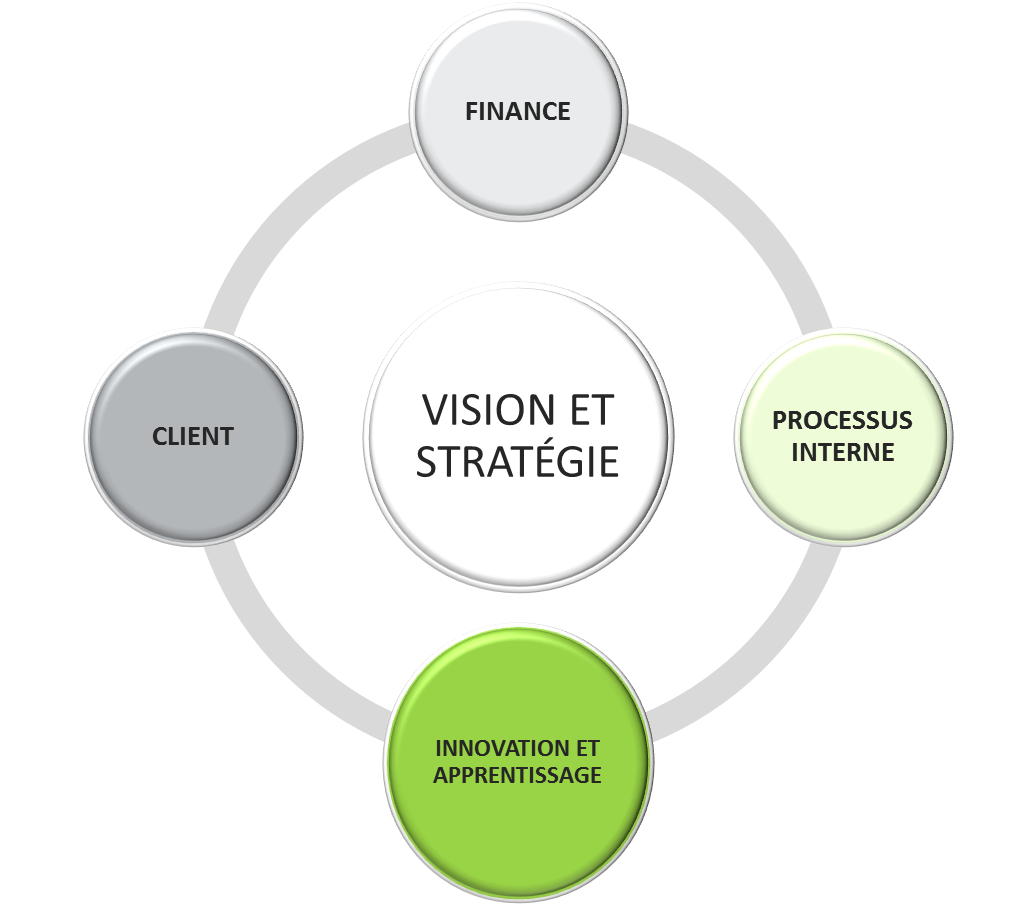 FINANCE
CLIENT
VISION ET
STRATÉGIE
PROCESSUS
INTERNE
INNOVATION ET
APPRENTISSAGE